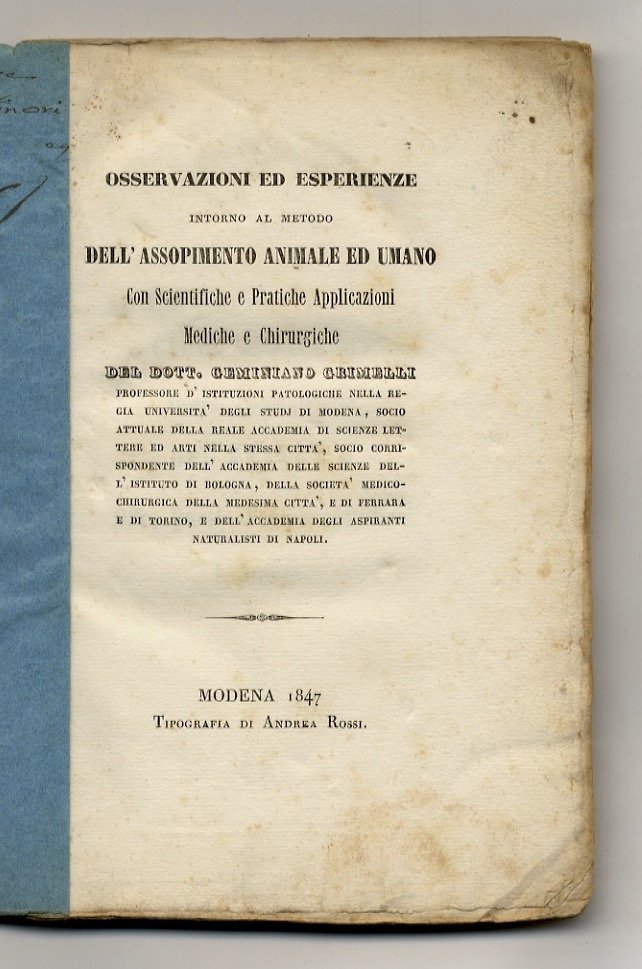 inori
OSSERVAZIONI ED ESPERIENZE
INTORNO AL METODO
DELL' ASSOPIMENTO ANIMALE ED UMANO
Con Scientifiche e Pratiche Applicazioni
Mediche e Chirurgiche
DEL DOTT. GEMINIANO GRIMELLI
PROFESSORE D' ISTITUZIONI PATOLOGICHE NELLA RE-
GIA UNIVERSITA' DEGLI STUDJ DI MODENA, SOCIO
ATTUALE DELLA REALE ACCADEMIA DI SCIENZE LET-
TERE ED ARTI NELLA STESSA CITTA', SOCIO CORRI-
SPONDENTE DELL' ACCADEMIA DELLE SCIENZE DEL-
L' ISTITUTO DI BOLOGNA, DELLA SOCIETA' MEDICO-
CHIRURGICA DELLA MEDESIMA CITTA', E DI FERRARA
E DI TORINO, E DELL' ACCADEMIA DEGLI ASPIRANTI
NATURALISTI DI NAPOLI.
MODENA 1847
TIPOGRAFIA DI ANDREA ROSSI.